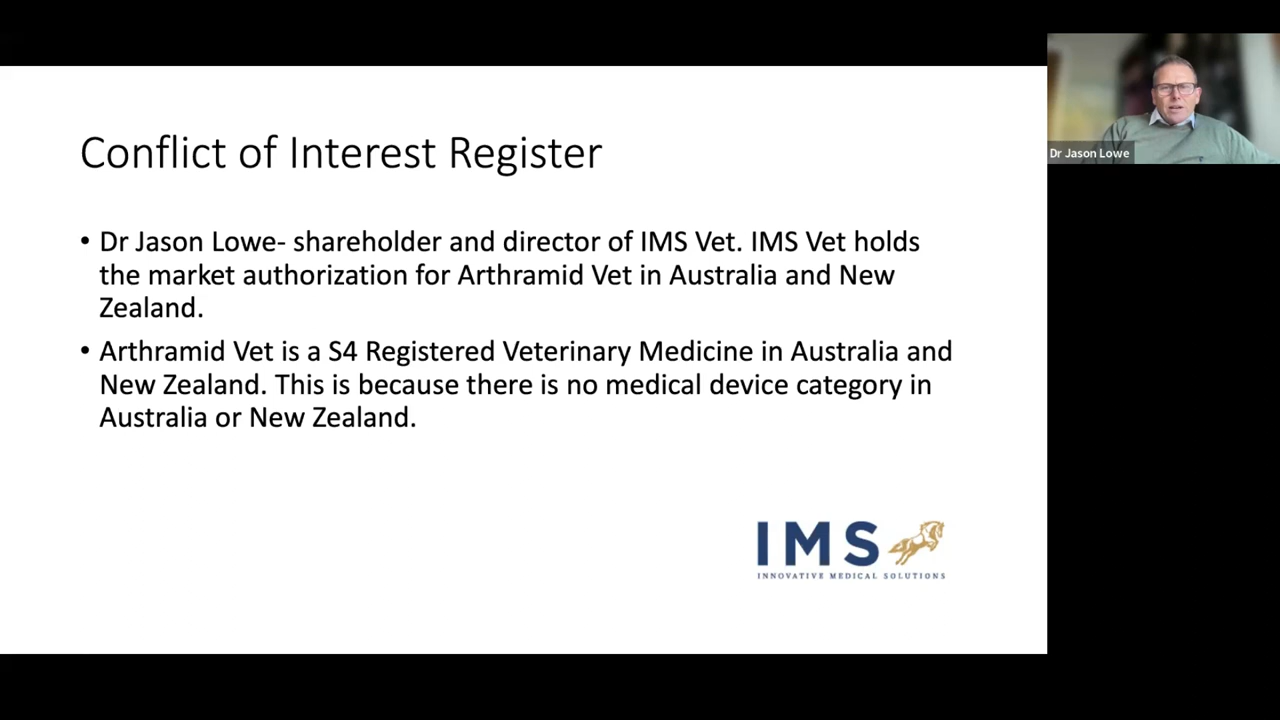 Conflict of Interest Register
• Dr Jason Lowe- shareholder and director of IMS Vet. IMS Vet holds
the market authorization for Arthramid Vet in Australia and New
Zealand.
• Arthramid Vet is a S4 Registered Veterinary Medicine in Australia and
New Zealand. This is because there is no medical device category in
Australia or New Zealand.
IMS
INNOVATIVE MEDICAL SOLUTIONS
Dr Jason Lowe